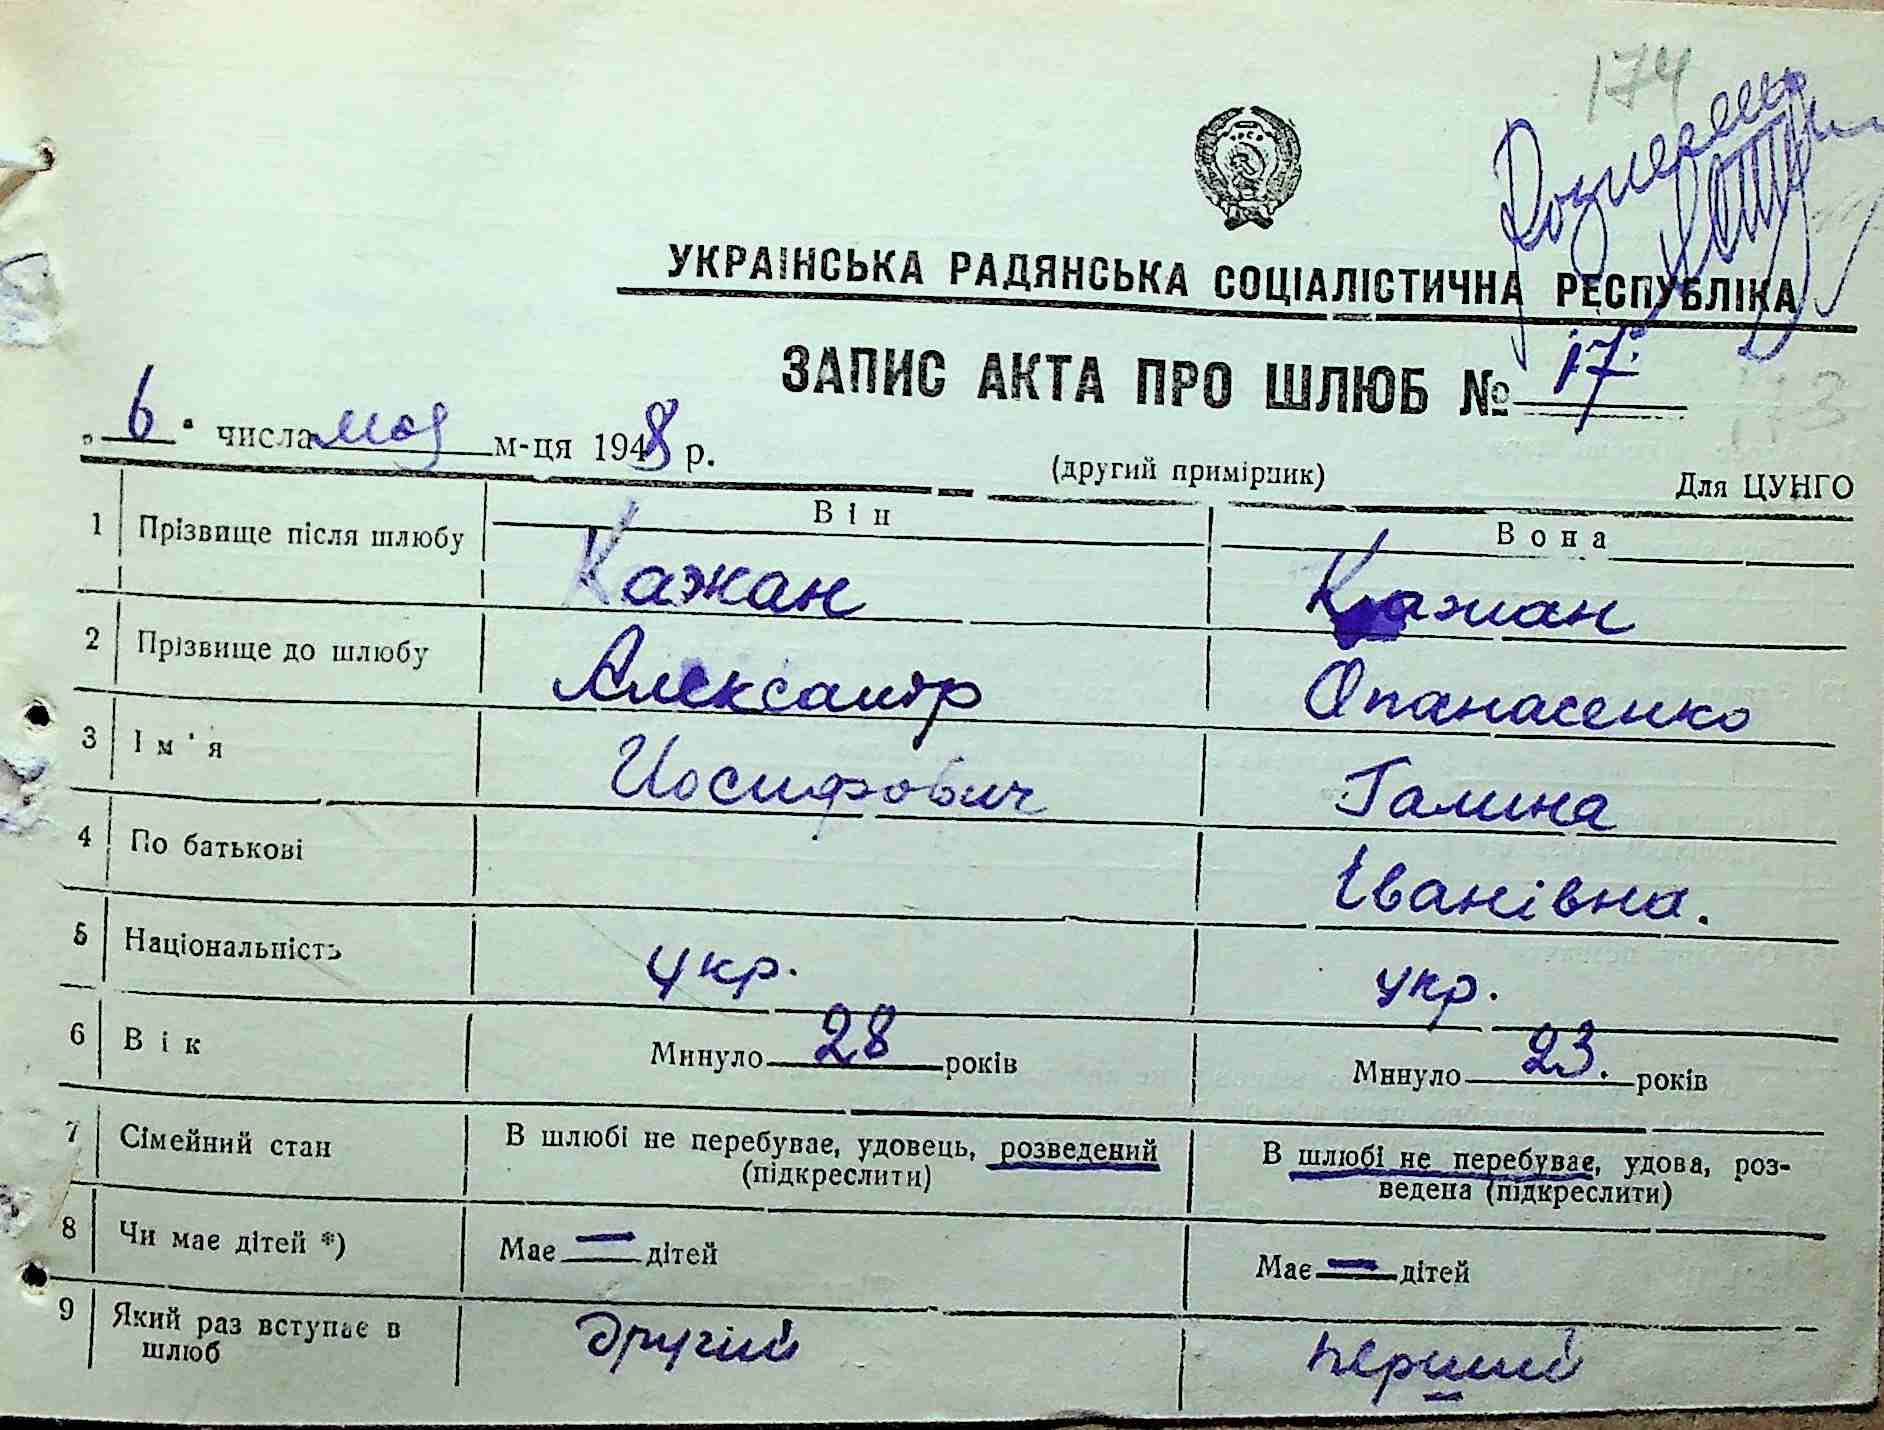 174
УКРАЇНСЬКА РАДЯНСЬКА СОЦІАЛІСТИЧНА РЕСПУБЛІКА
ЗАПИС АКТА ПРО ШЛЮБ № 17
„ 6 " числа мая м-ця 1948 р.
(другий примірник)
Для ЦУНГО
Він
Вона
1 Прізвище після шлюбу Кажан Кажан
2 Прізвище до шлюбу Александр Опанасенко
3 Ім'я Иосифович Галина
4 По батькові Іванівна.
5 Національність укр. укр.
6 Вік Минуло 28 років Минуло 23. років
7 Сімейний стан В шлюбі не перебуває, удовець, розведений В шлюбі не перебуває, удова, роз-
(підкреслити) ведена (підкреслити)
8 Чи має дітей *) Має — дітей Має — дітей
9 Який раз вступає в другий перший
шлюб